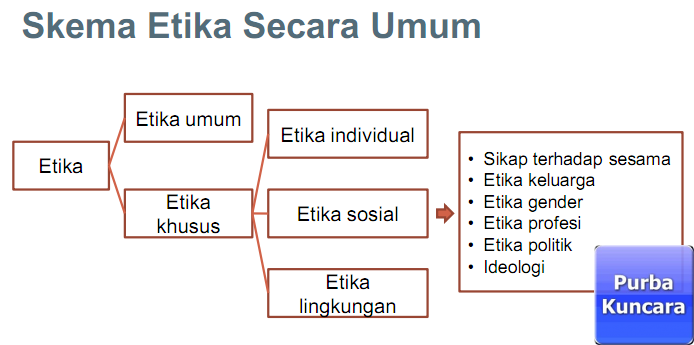 Skema Etika Secara Umum
Etika
Etika umum
Etika
khusus
Etika individual
Etika sosial
Etika
lingkungan
• Sikap terhadap sesama
• Etika keluarga
• Etika gender
• Etika profesi
• Etika politik
• Ideologi
Purba
Kuncara